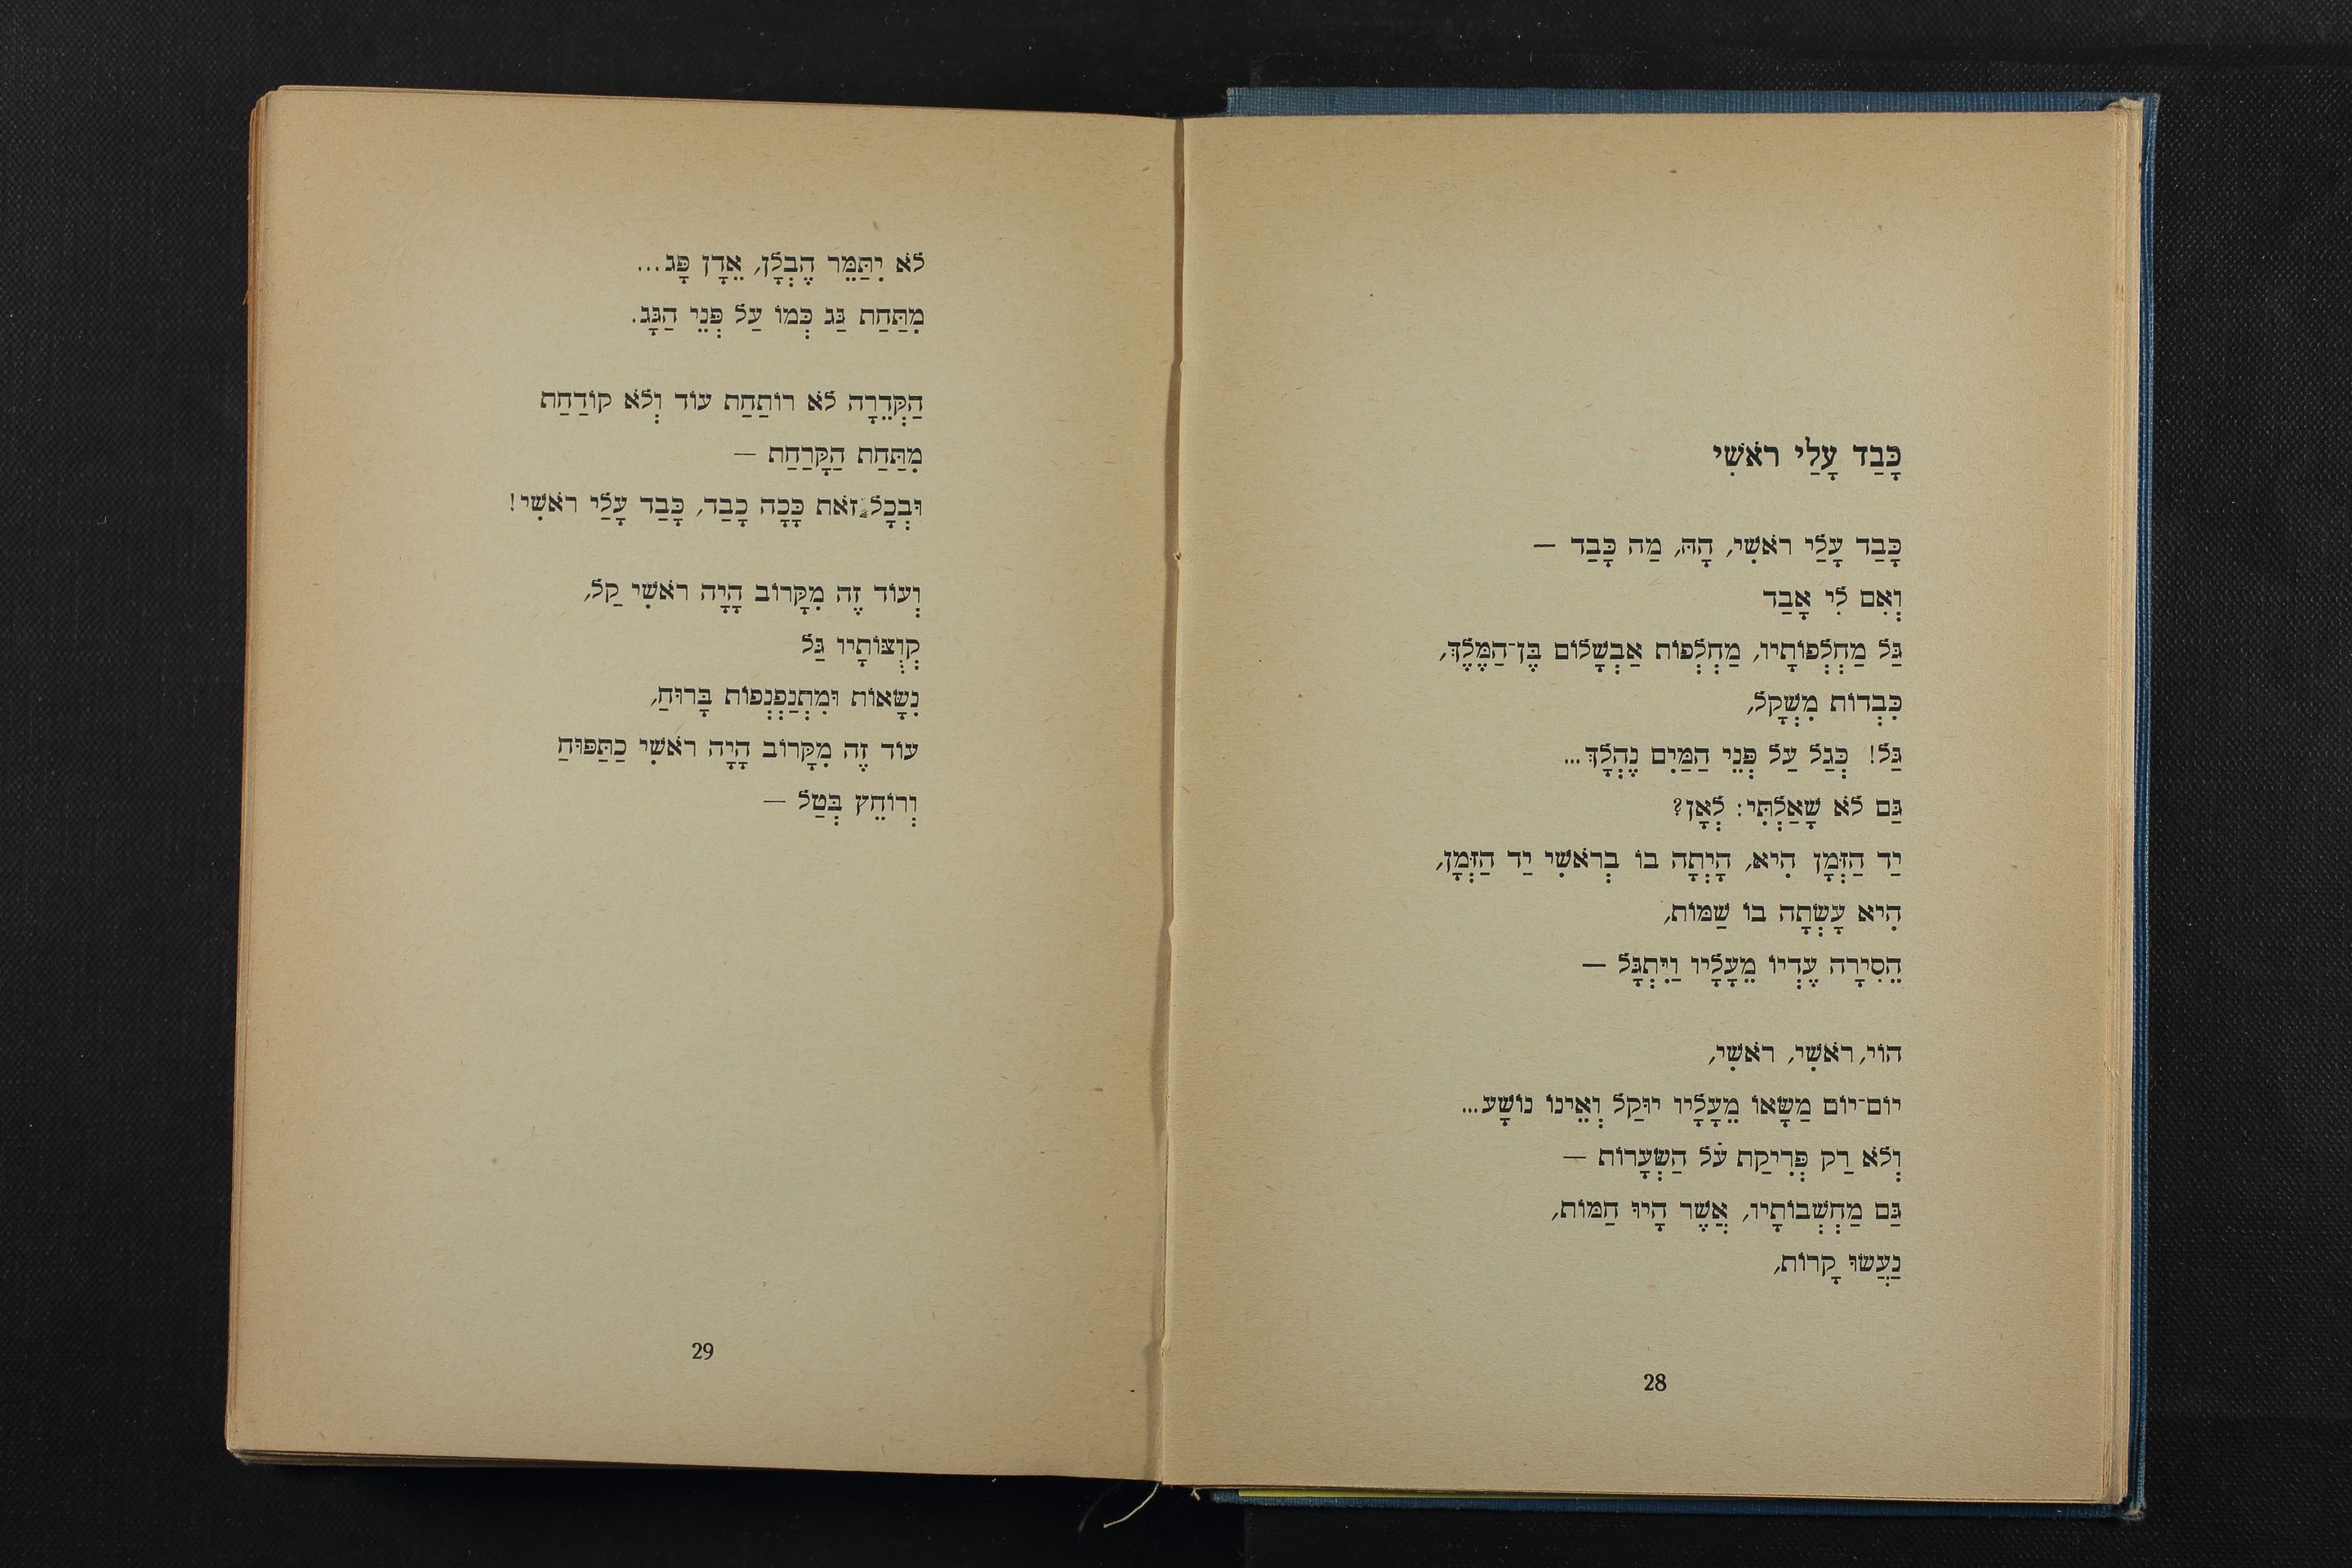 כָּבַד עָלַי רֹאשִׁי
כָּבַד עָלַי רֹאשִׁי, הָהּ, מַה כָּבַד —
וְאִם לִי אָבַד
גַּל מַחְלְפוֹתָיו, מַחְלְפוֹת אַבְשָׁלוֹם בֶּן־הַמֶּלֶךְ,
כִּבְדוֹת מִשְׁקָל,
גַּל! כְּגַל עַל פְּנֵי הַמַּיִם נֶהְלָךְ...
גַּם לֹא שָׁאַלְתִּי: לְאָן?
יַד הַזְּמָן הִיא, הָיְתָה בוֹ בְרֹאשִׁי יַד הַזְּמָן,
הִיא עָשְׂתָה בוֹ שַׁמּוֹת,
הֵסִירָה עֶדְיוֹ מֵעָלָיו וַיִּתְגָּל —
הוֹי, רֹאשִׁי, רֹאשִׁי,
יוֹם־יוֹם מַשָּׂאוֹ מֵעָלָיו יוּקַל וְאֵינוֹ נוֹשָׁע...
וְלֹא רַק פְּרִיקַת עֹל הַשְּׂעָרוֹת —
גַּם מַחְשְׁבוֹתָיו, אֲשֶׁר הָיוּ חַמּוֹת,
נַעֲשׂוּ קָרוֹת,
28
לֹא יִתַּמֵּר הֶבְלָן, אֵדָן פָּג...
מִתַּחַת גַּג כְּמוֹ עַל פְּנֵי הַגָּג.
הַקְּדֵרָה לֹא רוֹתַחַת עוֹד וְלֹא קוֹדַחַת
מִתַּחַת הַקָּרַחַת —
וּבְכָל־זֹאת כָּכָה כָבַד, כָּבַד עָלַי רֹאשִׁי!
וְעוֹד זֶה מִקָּרוֹב הָיָה רֹאשִׁי קַל,
קְוֻצּוֹתָיו גַּל
נִשָּׂאוֹת וּמִתְנַפְנְפוֹת בָּרוּחַ,
עוֹד זֶה מִקָּרוֹב הָיָה רֹאשִׁי כַתַּפּוּחַ
וְרוֹחֵץ בְּטַל —
29